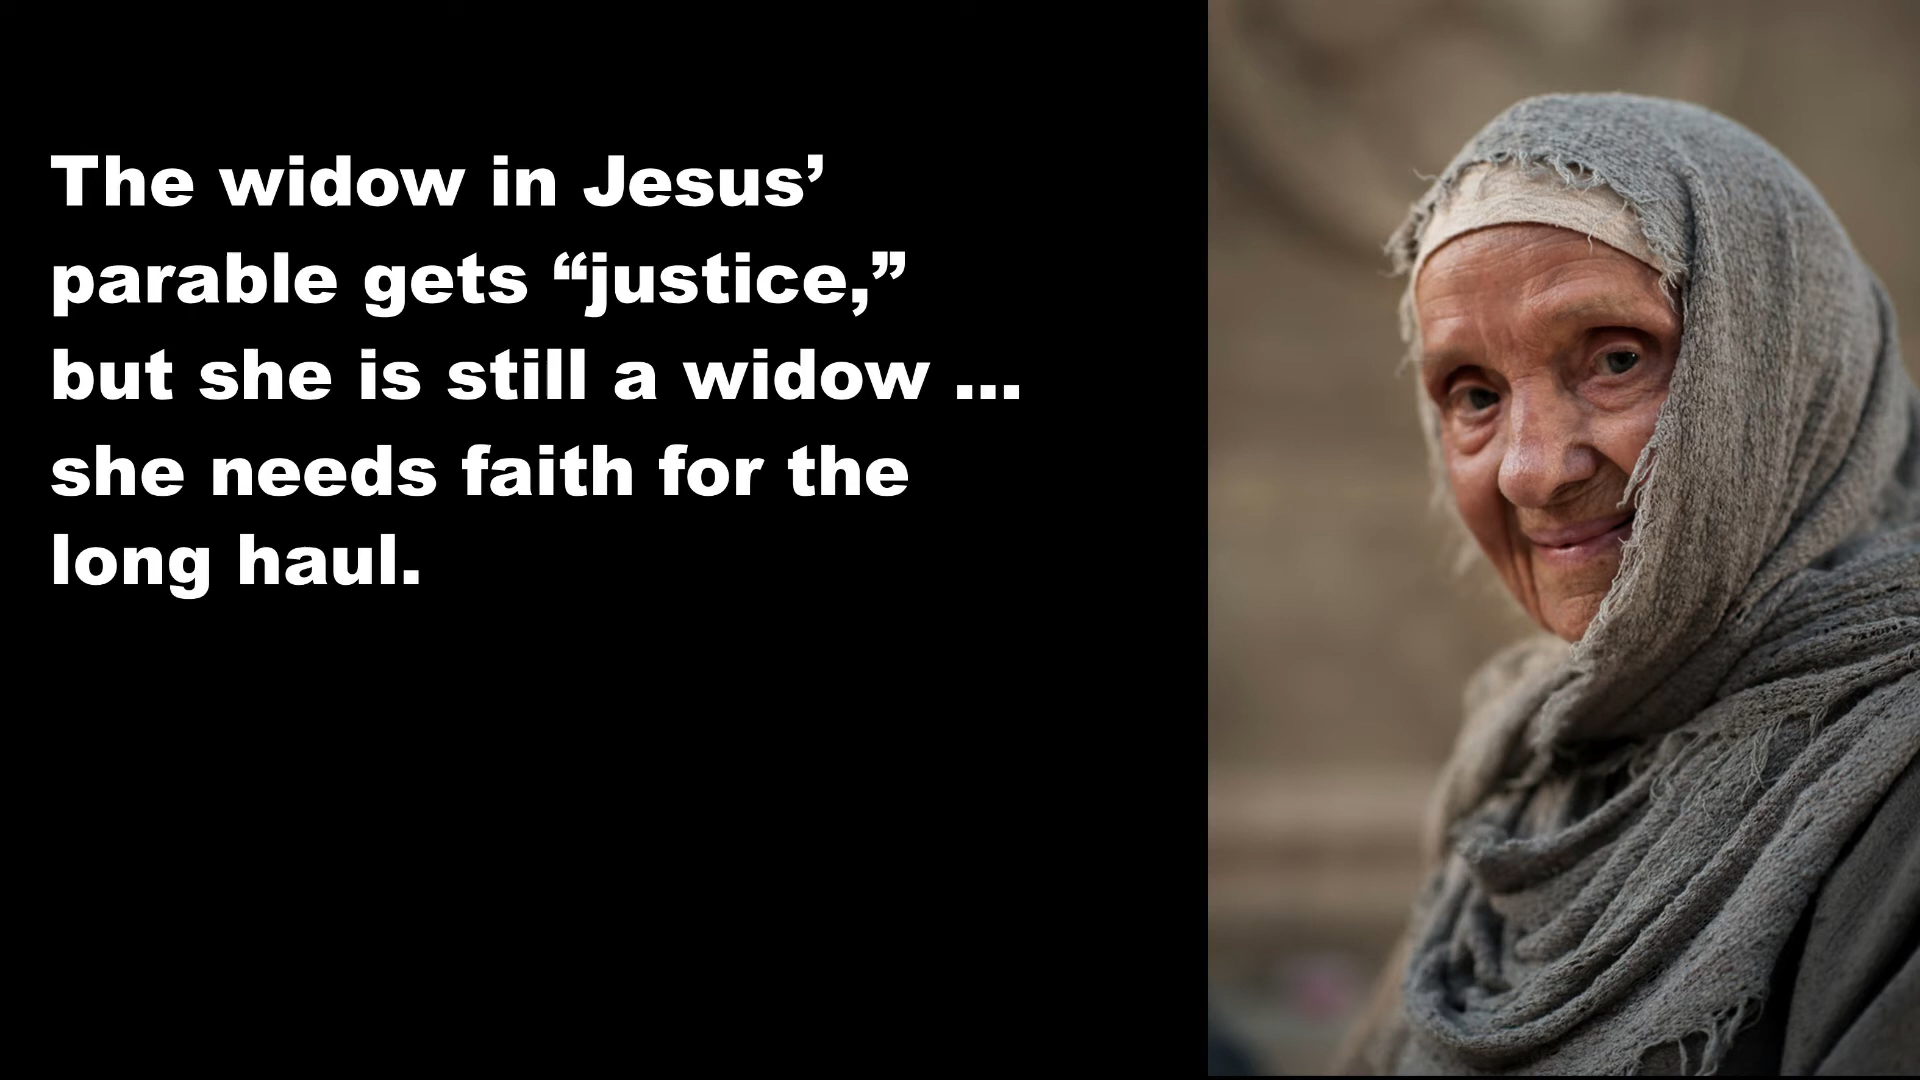 The widow in Jesus’
parable gets “justice,”
but she is still a widow …
she needs faith for the
long haul.